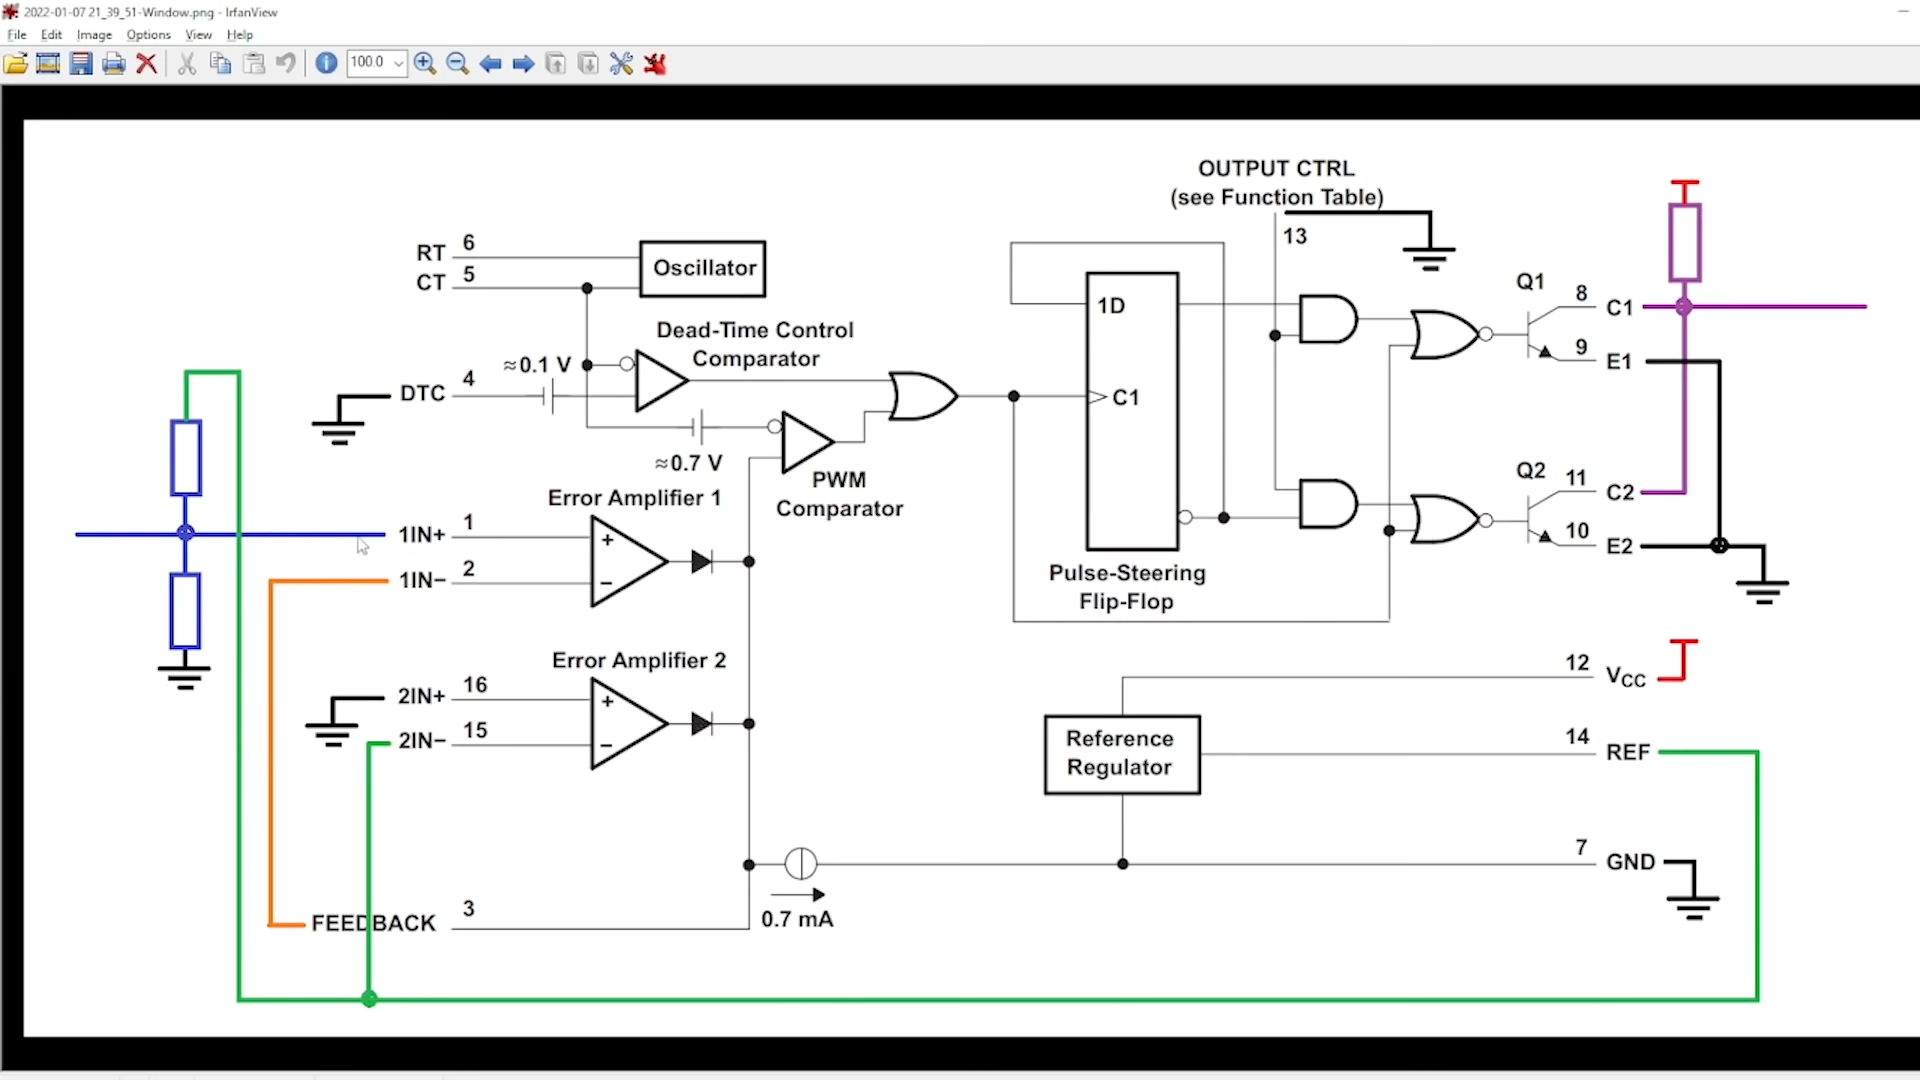 2022-01-07 21_39_51-Window.png - IrfanView
File Edit Image Options View Help
100.0
OUTPUT CTRL
(see Function Table)
13
RT 6
CT 5
Oscillator
Dead-Time Control
Comparator
≈0.1 V
DTC 4
≈0.7 V
PWM
Comparator
1D
C1
Pulse-Steering
Flip-Flop
Q1
8 C1
9 E1
Q2
11 C2
10 E2
Error Amplifier 1
1IN+ 1
+
1IN− 2
−
Error Amplifier 2
2IN+ 16
+
2IN− 15
−
12 VCC
Reference
Regulator
14 REF
7 GND
0.7 mA
FEEDBACK 3